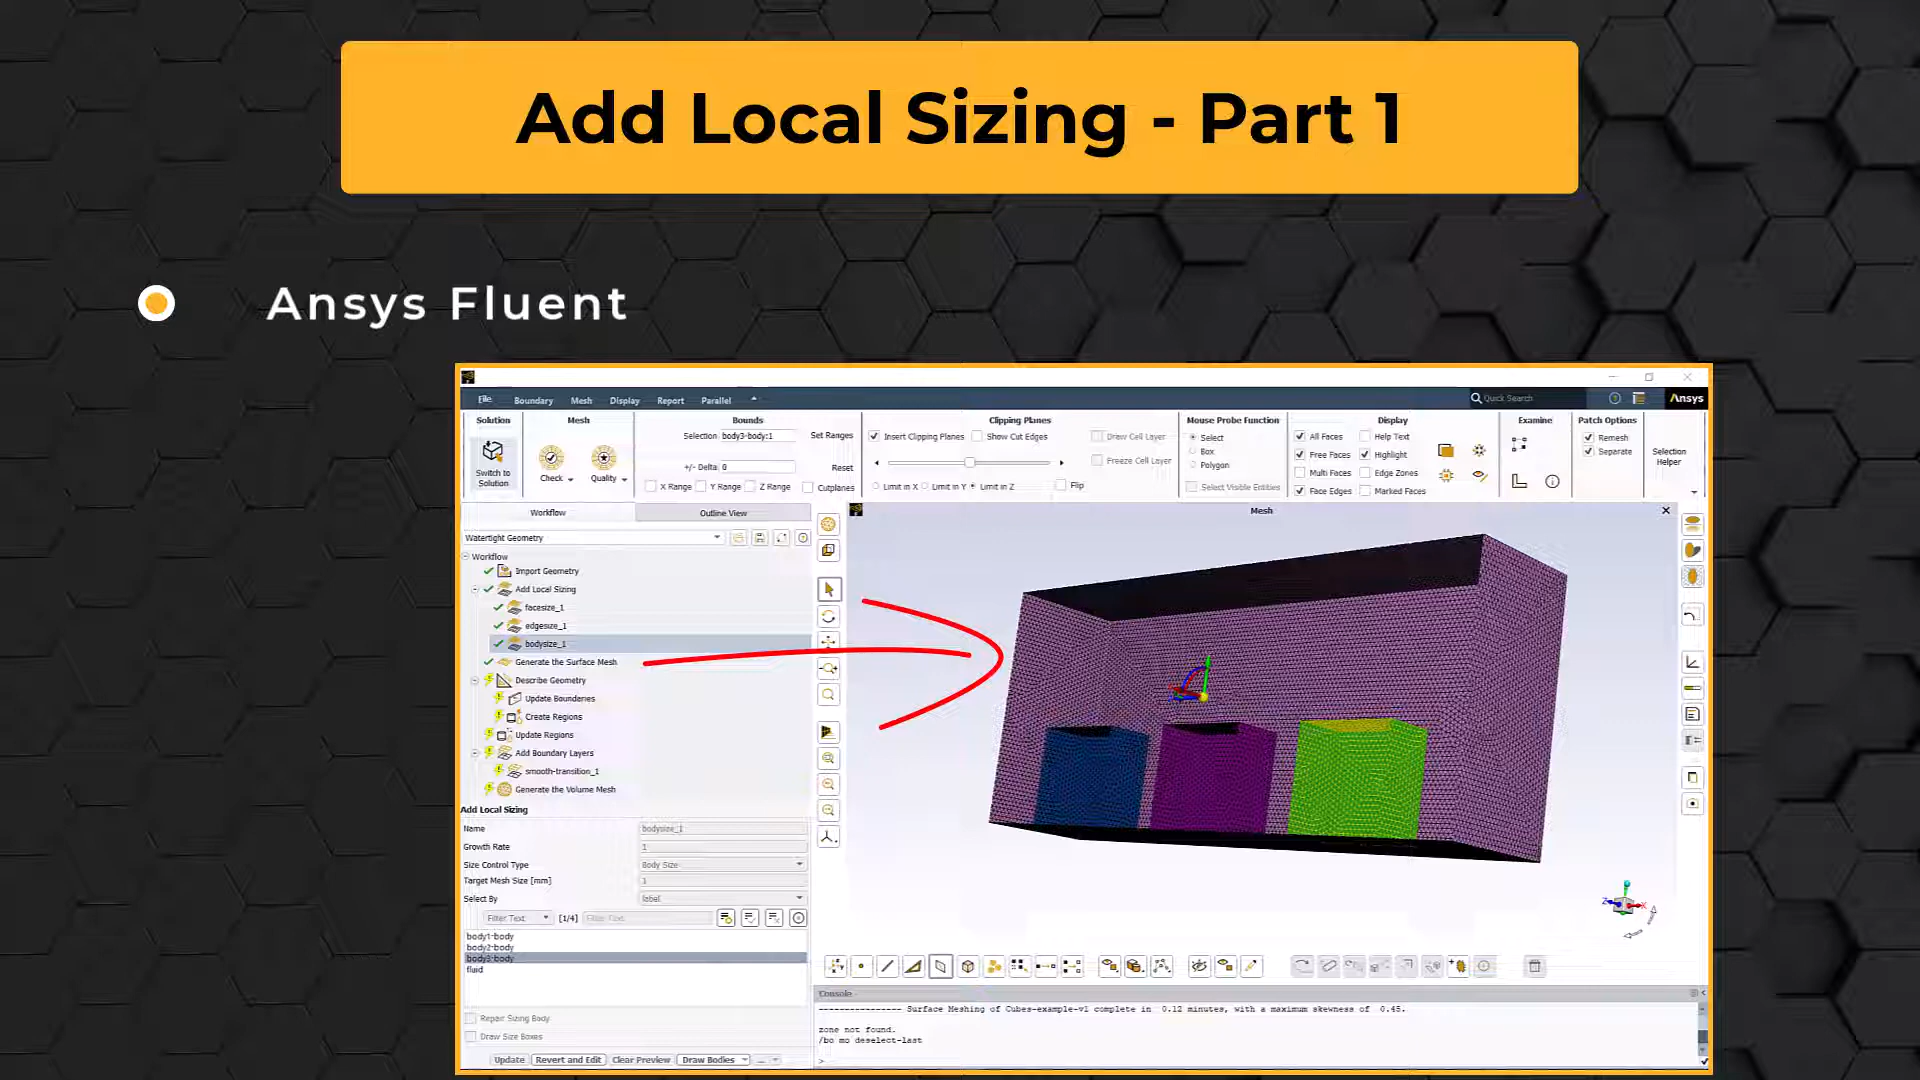 Add Local Sizing - Part 1
Ansys Fluent
File Boundary Mesh Display Report Parallel
Quick Search
Ansys
Solution
Switch to
Solution
Mesh
Check
Quality
Bounds
Selection body3-body:1
Set Ranges
+/- Delta 0
Reset
X Range Y Range Z Range Cutplanes
Clipping Planes
Insert Clipping Planes Show Cut Edges
Draw Cell Layer
Freeze Cell Layer
Limit in X Limit in Y Limit in Z Flip
Mouse Probe Function
Select
Box
Polygon
Select Visible Entities
Display
All Faces Help Text
Free Faces Highlight
Multi Faces Edge Zones
Face Edges Marked Faces
Examine
Patch Options
Remesh
Separate
Selection
Helper
Workflow Outline View
Mesh
Watertight Geometry
Workflow
Import Geometry
Add Local Sizing
facesize_1
edgesize_1
bodysize_1
Generate the Surface Mesh
Describe Geometry
Update Boundaries
Create Regions
Update Regions
Add Boundary Layers
smooth-transition_1
Generate the Volume Mesh
Add Local Sizing
Name bodysize_1
Growth Rate 1
Size Control Type Body Size
Target Mesh Size [mm] 1
Select By label
Filter Text [1/4] Filter Text
body1-body
body2-body
body3-body
fluid
Repair Sizing Body
Draw Size Boxes
Update Revert and Edit Clear Preview Draw Bodies ...
Z X
Console
---------------- Surface Meshing of Cubes-example-v1 complete in 0.12 minutes, with a maximum skewness of 0.45.
zone not found.
/bo mo deselect-last
>